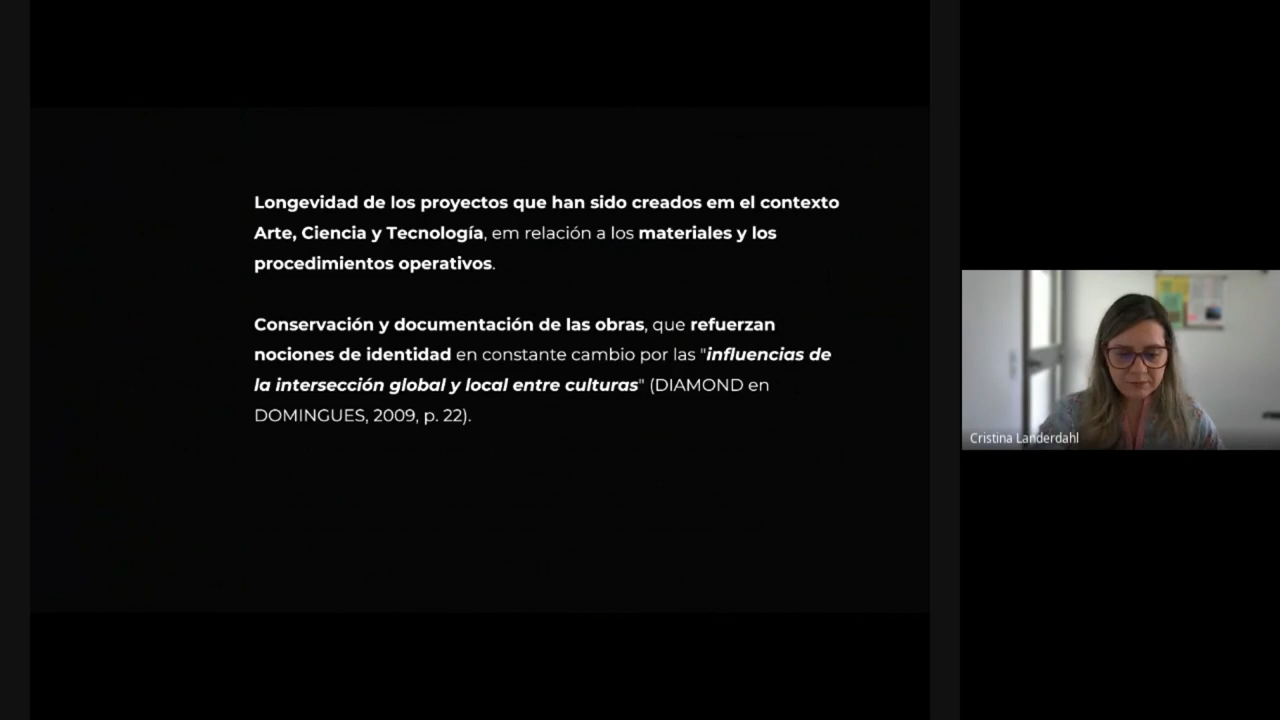 Longevidad de los proyectos que han sido creados em el contexto
Arte, Ciencia y Tecnología, em relación a los materiales y los
procedimientos operativos.
Conservación y documentación de las obras, que refuerzan
nociones de identidad en constante cambio por las "influencias de
la intersección global y local entre culturas" (DIAMOND en
DOMINGUES, 2009, p. 22).
Cristina Landerdahl